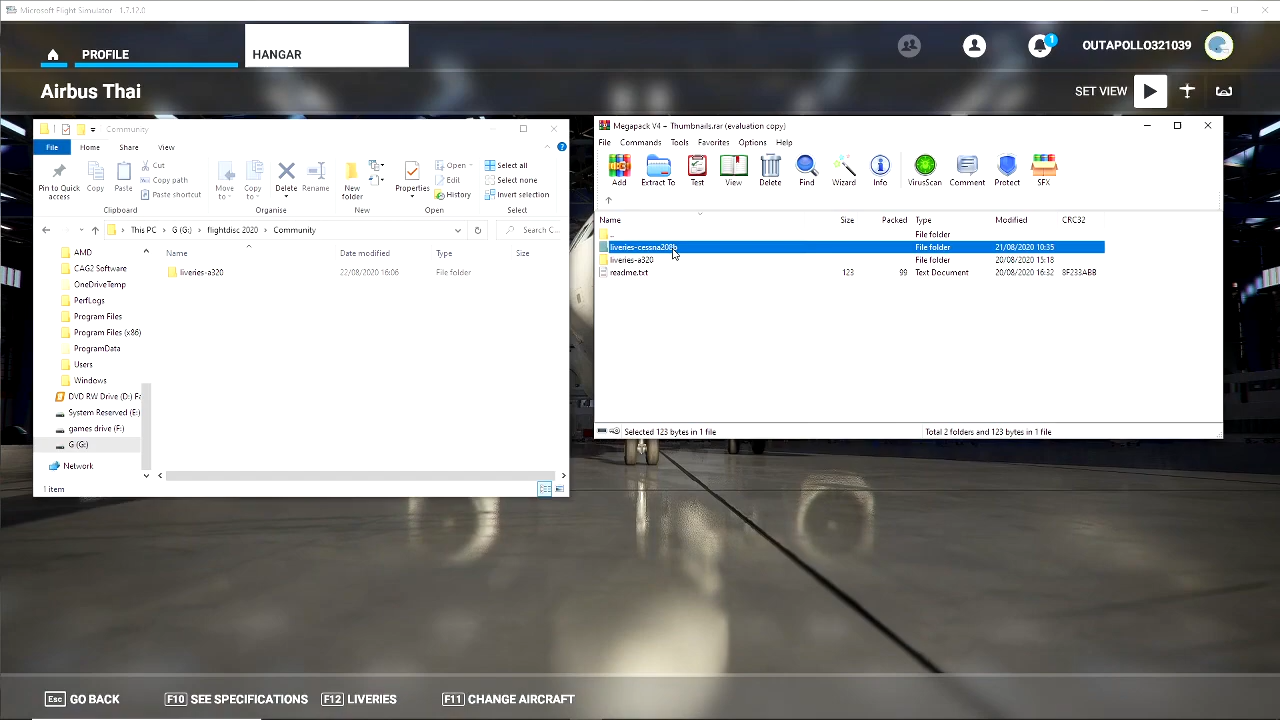 Microsoft Flight Simulator - 1.7.12.0
PROFILE
HANGAR
1
OUTAPOLLO321039
Airbus Thai
SET VIEW
Community
File
Home
Share
View
Pin to Quick access
Copy
Paste
Cut
Copy path
Paste shortcut
Clipboard
Move to
Copy to
Delete
Rename
Organise
New folder
New
Properties
Open
Edit
History
Open
Select all
Select none
Invert selection
Select
This PC > G (G:) > flightdisc 2020 > Community
Search C...
Name
Date modified
Type
Size
liveries-a320
22/08/2020 16:06
File folder
AMD
CAG2 Software
OneDriveTemp
PerfLogs
Program Files
Program Files (x86)
ProgramData
Users
Windows
DVD RW Drive (D:) Fa
System Reserved (E:)
games drive (F:)
G (G:)
Network
1 item
Megapack V4 + Thumbnails.rar (evaluation copy)
File Commands Tools Favorites Options Help
Add
Extract To
Test
View
Delete
Find
Wizard
Info
VirusScan
Comment
Protect
SFX
Name Size Packed Type Modified CRC32
.. File folder
liveries-cessna208b File folder 21/08/2020 10:35
liveries-a320 File folder 20/08/2020 15:18
readme.txt 123 99 Text Document 20/08/2020 16:32 8F233ABB
Selected 123 bytes in 1 file
Total 2 folders and 123 bytes in 1 file
Esc GO BACK
F10 SEE SPECIFICATIONS
F12 LIVERIES
F11 CHANGE AIRCRAFT